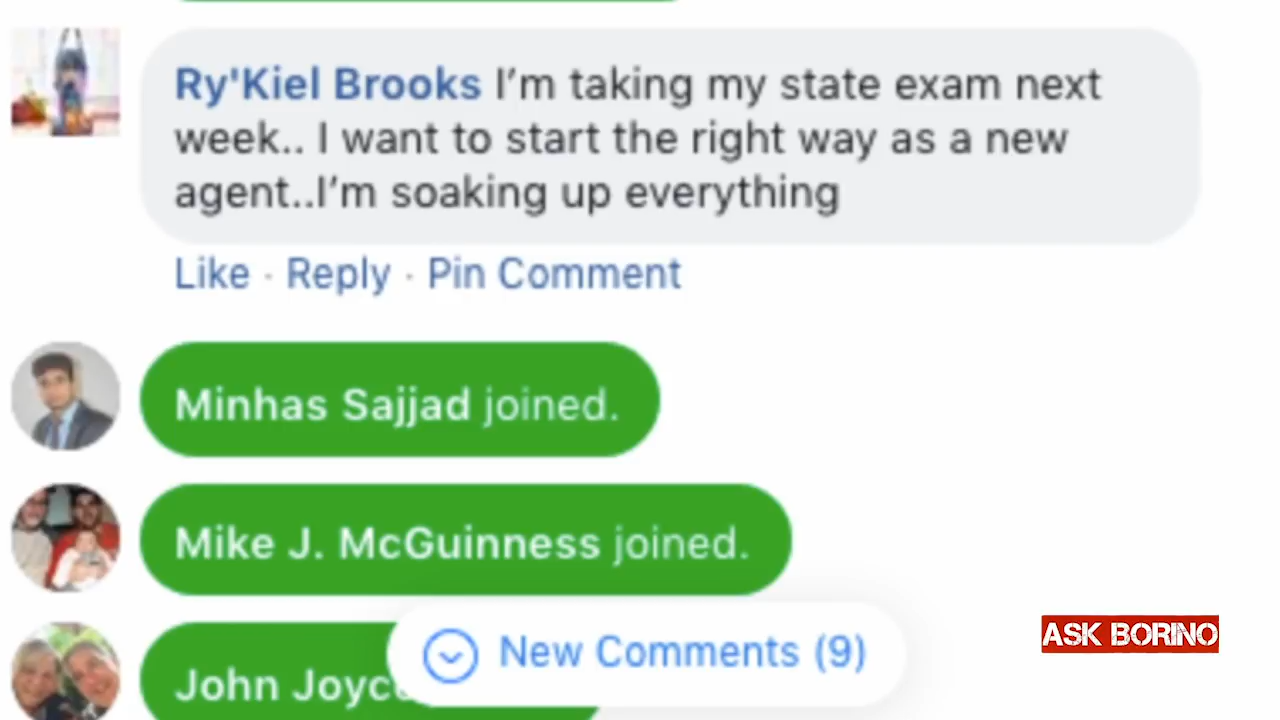 Ry'Kiel Brooks I'm taking my state exam next
week.. I want to start the right way as a new
agent..I'm soaking up everything
Like · Reply · Pin Comment
Minhas Sajjad joined.
Mike J. McGuinness joined.
New Comments (9)
John
ASK BORINO